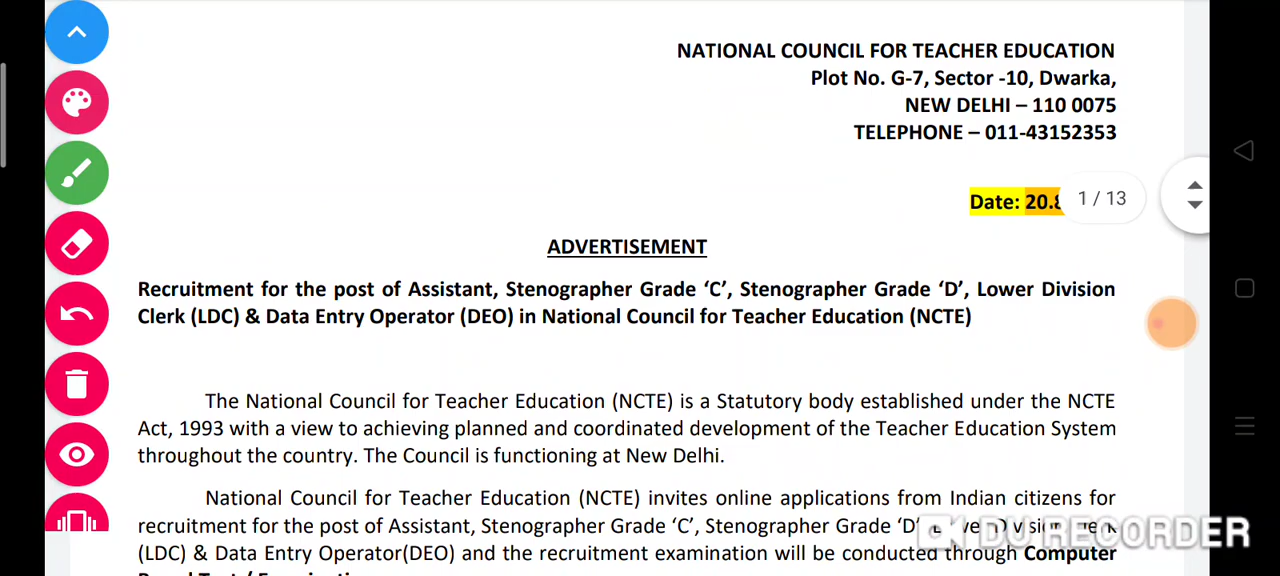 NATIONAL COUNCIL FOR TEACHER EDUCATION
Plot No. G-7, Sector -10, Dwarka,
NEW DELHI – 110 0075
TELEPHONE – 011-43152353
Date: 20.8
1 / 13
ADVERTISEMENT
Recruitment for the post of Assistant, Stenographer Grade ‘C’, Stenographer Grade ‘D’, Lower Division
Clerk (LDC) & Data Entry Operator (DEO) in National Council for Teacher Education (NCTE)
The National Council for Teacher Education (NCTE) is a Statutory body established under the NCTE
Act, 1993 with a view to achieving planned and coordinated development of the Teacher Education System
throughout the country. The Council is functioning at New Delhi.
National Council for Teacher Education (NCTE) invites online applications from Indian citizens for
recruitment for the post of Assistant, Stenographer Grade ‘C’, Stenographer Grade ‘D’,
(LDC) & Data Entry Operator(DEO) and the recruitment examination will be conducted through Computer
DU RECORDER